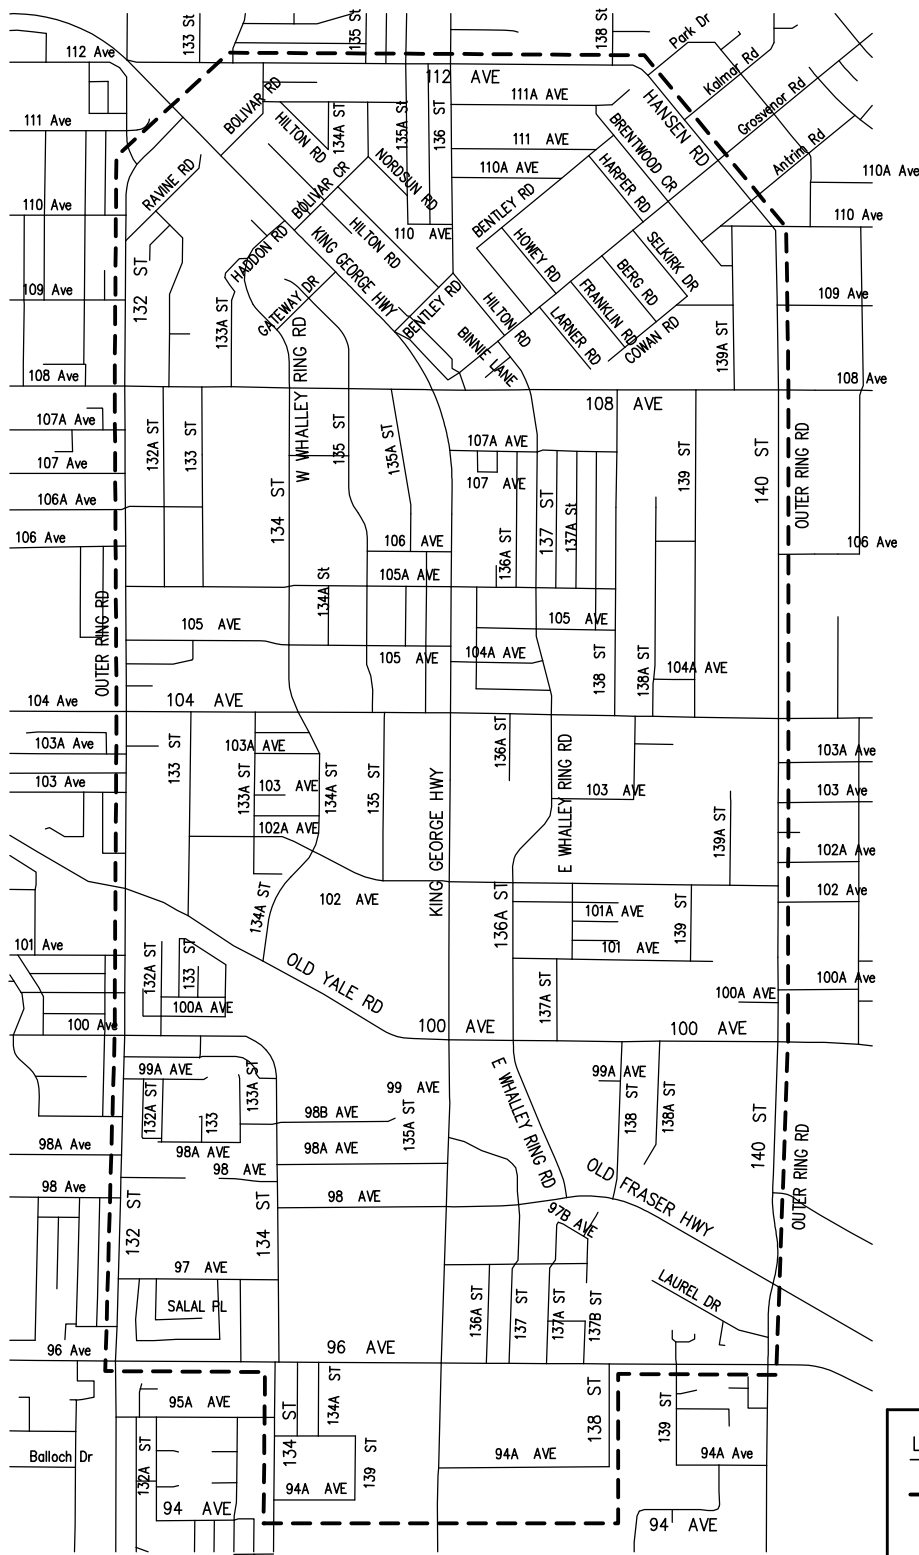 133 St
135 St
138 St
Park Dr
112 Ave
112 AVE
Kalmar Rd
BOLIVAR RD
111A AVE
HANSEN RD
Grosvenor Rd
111 Ave
HILTON RD
134A ST
135A ST
136 ST
111 AVE
BRENTWOOD CR
Antrim Rd
RAVINE RD
BOLIVAR CR
NORDSUN RD
110A AVE
HARPER RD
110A Ave
110 Ave
BENTLEY RD
110 Ave
HADDON RD
KING GEORGE HWY
HILTON RD
110 AVE
HOWEY RD
SELKIRK DR
132 ST
BERG RD
109 Ave
GATEWAY DR
BENTLEY RD
HILTON RD
FRANKLIN RD
109 Ave
133A ST
W WHALLEY RING RD
BINNIE LANE
LARNER RD
COWAN RD
139A ST
108 Ave
108 AVE
108 Ave
107A Ave
132A ST
133 ST
135 ST
135A ST
107A AVE
139 ST
140 ST
OUTER RING RD
107 Ave
107 AVE
106A Ave
134 ST
137 ST
137A St
106 Ave
106 AVE
136A ST
106 Ave
105A AVE
134A St
OUTER RING RD
105 AVE
105 AVE
105 AVE
104A AVE
138 ST
138A ST
104A AVE
104 Ave
104 AVE
103A Ave
133 ST
103A AVE
136A ST
E WHALLEY RING RD
103A Ave
103 Ave
133A ST
103 AVE
134A ST
135 ST
KING GEORGE HWY
103 AVE
103 Ave
102A AVE
139A ST
102A Ave
134A ST
102 AVE
136A ST
102 Ave
101A AVE
139 ST
101 Ave
101 AVE
132A ST
133 ST
OLD YALE RD
137A ST
100A Ave
100A AVE
100A AVE
100 Ave
100 AVE
100 AVE
99A AVE
133A ST
99 AVE
E WHALLEY RING RD
99A AVE
132A ST
133
98B AVE
135A ST
138 ST
138A ST
140 ST
OUTER RING RD
98A Ave
98A AVE
98A AVE
98 AVE
OLD FRASER HWY
98 Ave
98 AVE
132 ST
134 ST
97B AVE
97 AVE
LAUREL DR
SALAL PL
136A ST
137 ST
137A ST
137B ST
96 Ave
96 AVE
95A AVE
134 ST
134A ST
138 ST
139 ST
Balloch Dr
132A ST
139 ST
94A AVE
94A Ave
94A AVE
94 AVE
94 AVE